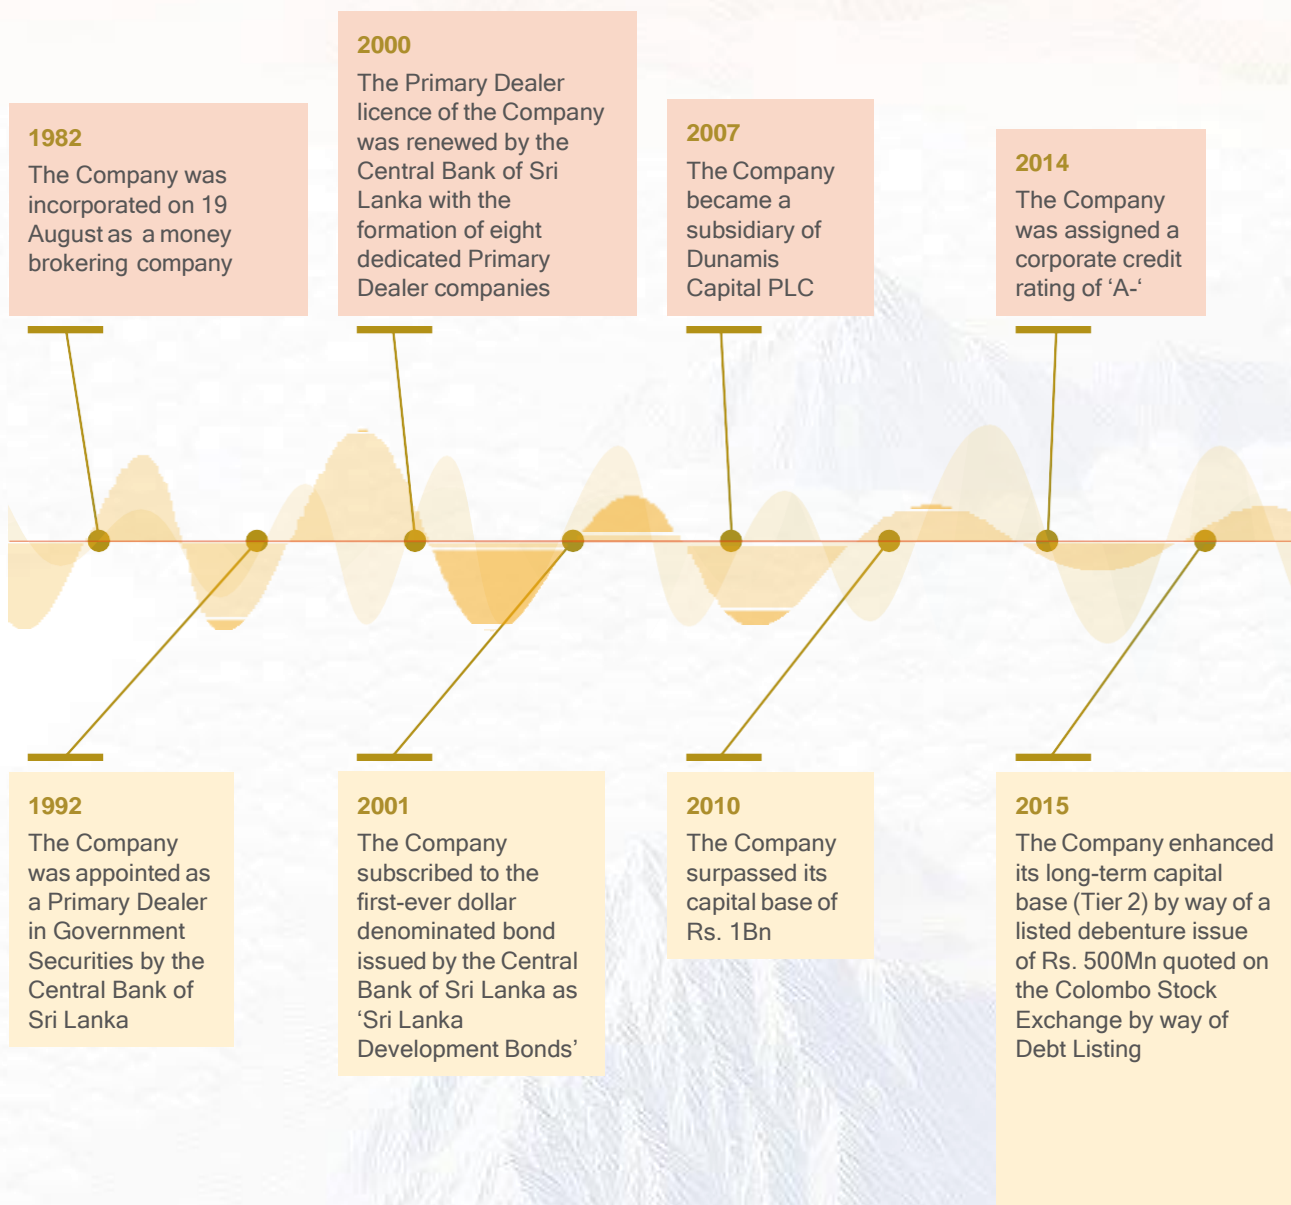 1982
The Company was
incorporated on 19
August as a money
brokering company
2000
The Primary Dealer
licence of the Company
was renewed by the
Central Bank of Sri
Lanka with the
formation of eight
dedicated Primary
Dealer companies
2007
The Company
became a
subsidiary of
Dunamis
Capital PLC
2014
The Company
was assigned a
corporate credit
rating of ‘A-‘
1992
The Company
was appointed as
a Primary Dealer
in Government
Securities by the
Central Bank of
Sri Lanka
2001
The Company
subscribed to the
first-ever dollar
denominated bond
issued by the Central
Bank of Sri Lanka as
‘Sri Lanka
Development Bonds’
2010
The Company
surpassed its
capital base of
Rs. 1Bn
2015
The Company enhanced
its long-term capital
base (Tier 2) by way of a
listed debenture issue
of Rs. 500Mn quoted on
the Colombo Stock
Exchange by way of
Debt Listing